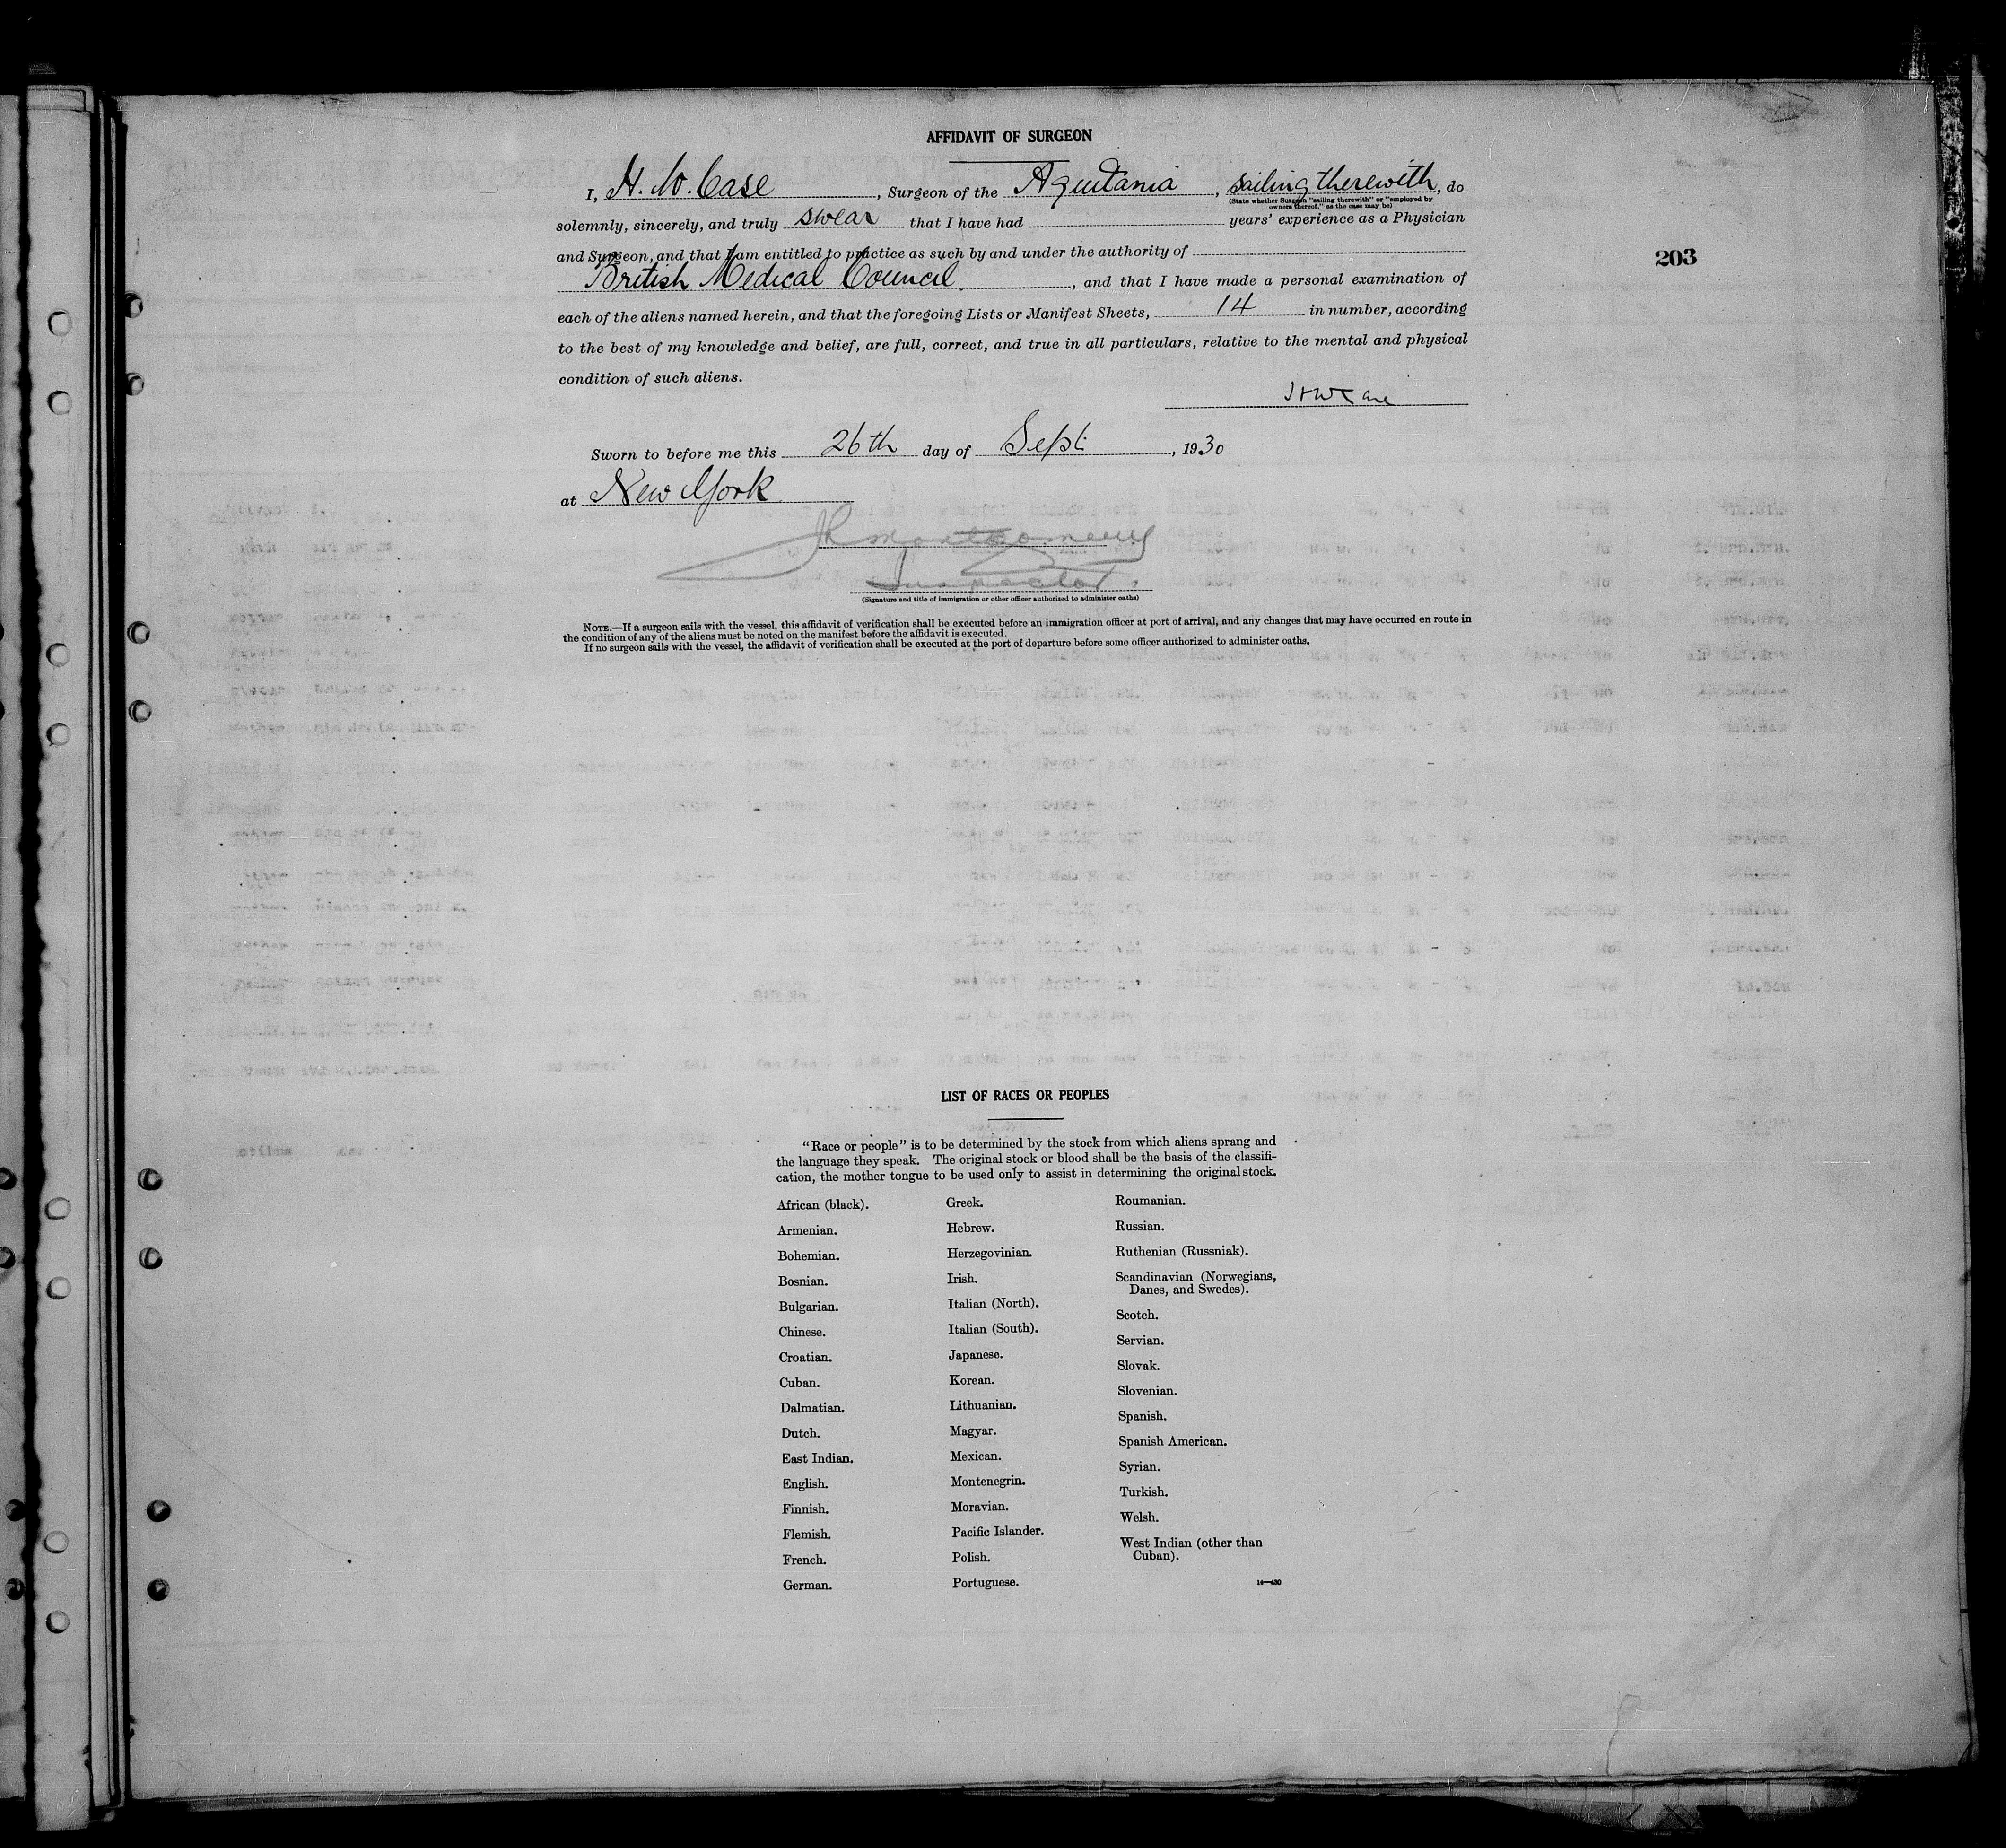 AFFIDAVIT OF SURGEON
I, H. W. Case, Surgeon of the Aquitania, sailing therewith, do
(State whether Surgeon "sailing therewith" or "employed by
owners thereof," as the case may be)
solemnly, sincerely, and truly swear that I have had years' experience as a Physician
and Surgeon, and that I am entitled to practice as such by and under the authority of
British Medical Council., and that I have made a personal examination of
each of the aliens named herein, and that the foregoing Lists or Manifest Sheets, 14 in number, according
to the best of my knowledge and belief, are full, correct, and true in all particulars, relative to the mental and physical
condition of such aliens.
HW Case
Sworn to before me this 26th day of Sept., 1930
at New York
203
Montgomery
Inspector.
(Signature and title of immigration or other officer authorized to administer oaths)
NOTE.—If a surgeon sails with the vessel, this affidavit of verification shall be executed before an immigration officer at port of arrival, and any changes that may have occurred en route in
the condition of any of the aliens must be noted on the manifest before the affidavit is executed.
If no surgeon sails with the vessel, the affidavit of verification shall be executed at the port of departure before some officer authorized to administer oaths.
LIST OF RACES OR PEOPLES
"Race or people" is to be determined by the stock from which aliens sprang and
the language they speak. The original stock or blood shall be the basis of the classifi-
cation, the mother tongue to be used only to assist in determining the original stock.
African (black).
Armenian.
Bohemian.
Bosnian.
Bulgarian.
Chinese.
Croatian.
Cuban.
Dalmatian.
Dutch.
East Indian.
English.
Finnish.
Flemish.
French.
German.
Greek.
Hebrew.
Herzegovinian.
Irish.
Italian (North).
Italian (South).
Japanese.
Korean.
Lithuanian.
Magyar.
Mexican.
Montenegrin.
Moravian.
Pacific Islander.
Polish.
Portuguese.
Roumanian.
Russian.
Ruthenian (Russniak).
Scandinavian (Norwegians,
Danes, and Swedes).
Scotch.
Servian.
Slovak.
Slovenian.
Spanish.
Spanish American.
Syrian.
Turkish.
Welsh.
West Indian (other than
Cuban).
14—430